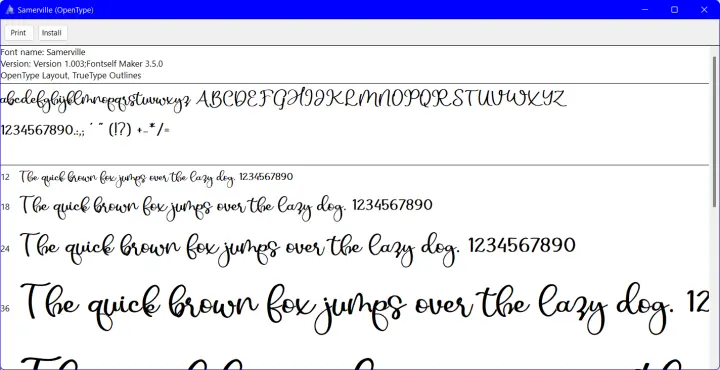 Samerville (OpenType)
Print Install
Font name: Samerville
Version: Version 1.003;Fontself Maker 3.5.0
OpenType Layout, TrueType Outlines
abcdefghijklmnopqrstuvwxyz ABCDEFGHIJKLMNOPQRSTUVWXYZ
1234567890.:,; ' " (!?) +-*/=
12 The quick brown fox jumps over the lazy dog. 1234567890
18 The quick brown fox jumps over the lazy dog. 1234567890
24 The quick brown fox jumps over the lazy dog. 1234567890
36 The quick brown fox jumps over the lazy dog. 12